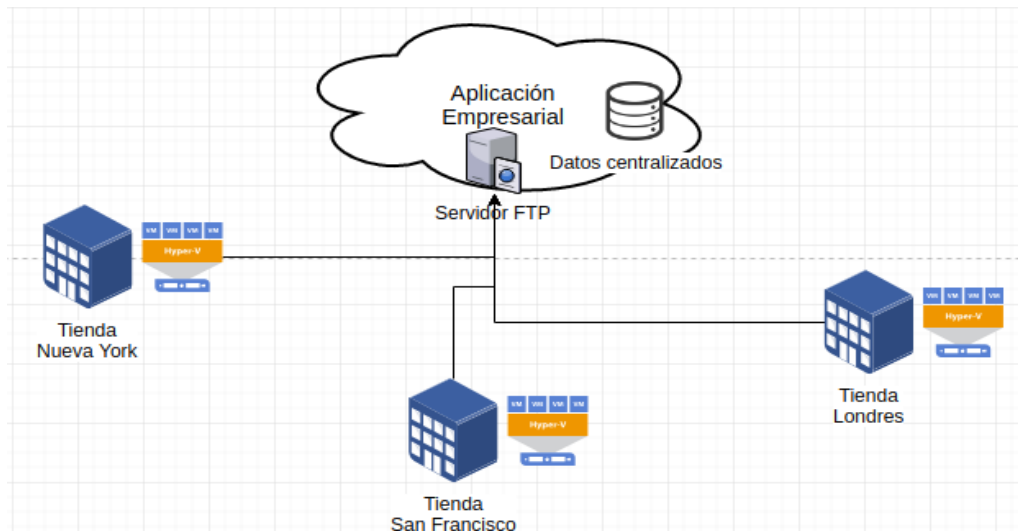 Aplicación
Empresarial
Datos centralizados
Servidor FTP
VM VM VM VM
Hyper-V
Tienda
Nueva York
VM VM VM VM
Hyper-V
Tienda
Londres
VM VM VM VM
Hyper-V
Tienda
San Francisco